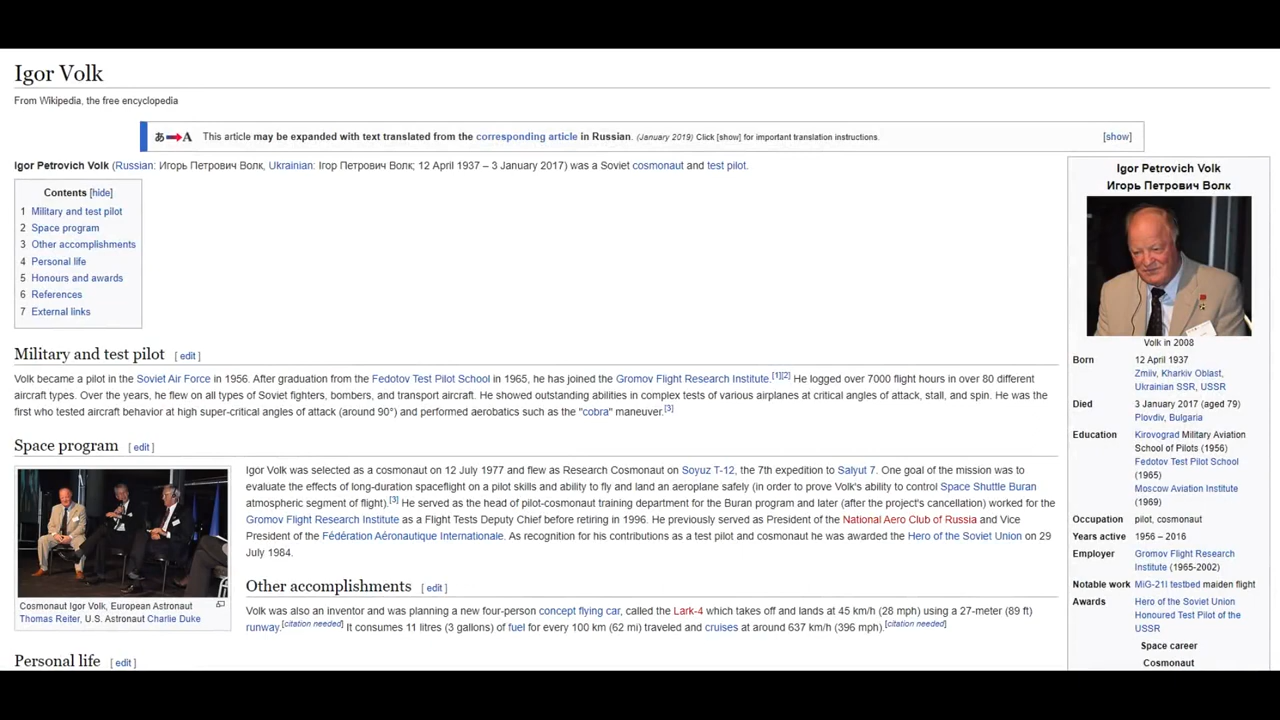 Igor Volk
From Wikipedia, the free encyclopedia
あ A This article may be expanded with text translated from the corresponding article in Russian. (January 2019) Click [show] for important translation instructions. [show]
Igor Petrovich Volk (Russian: Игорь Петрович Волк, Ukrainian: Ігор Петрович Волк; 12 April 1937 – 3 January 2017) was a Soviet cosmonaut and test pilot.
Contents [hide]
1 Military and test pilot
2 Space program
3 Other accomplishments
4 Personal life
5 Honours and awards
6 References
7 External links
Military and test pilot [ edit ]
Volk became a pilot in the Soviet Air Force in 1956. After graduation from the Fedotov Test Pilot School in 1965, he has joined the Gromov Flight Research Institute.[1][2] He logged over 7000 flight hours in over 80 different
aircraft types. Over the years, he flew on all types of Soviet fighters, bombers, and transport aircraft. He showed outstanding abilities in complex tests of various airplanes at critical angles of attack, stall, and spin. He was the
first who tested aircraft behavior at high super-critical angles of attack (around 90°) and performed aerobatics such as the "cobra" maneuver.[3]
Space program [ edit ]
Igor Volk was selected as a cosmonaut on 12 July 1977 and flew as Research Cosmonaut on Soyuz T-12, the 7th expedition to Salyut 7. One goal of the mission was to
evaluate the effects of long-duration spaceflight on a pilot skills and ability to fly and land an aeroplane safely (in order to prove Volk's ability to control Space Shuttle Buran
atmospheric segment of flight).[3] He served as the head of pilot-cosmonaut training department for the Buran program and later (after the project's cancellation) worked for the
Gromov Flight Research Institute as a Flight Tests Deputy Chief before retiring in 1996. He previously served as President of the National Aero Club of Russia and Vice
President of the Fédération Aéronautique Internationale. As recognition for his contributions as a test pilot and cosmonaut he was awarded the Hero of the Soviet Union on 29
July 1984.
Cosmonaut Igor Volk, European Astronaut
Thomas Reiter, U.S. Astronaut Charlie Duke
Other accomplishments [ edit ]
Volk was also an inventor and was planning a new four-person concept flying car, called the Lark-4 which takes off and lands at 45 km/h (28 mph) using a 27-meter (89 ft)
runway.[citation needed] It consumes 11 litres (3 gallons) of fuel for every 100 km (62 mi) traveled and cruises at around 637 km/h (396 mph).[citation needed]
Personal life [ edit ]
Igor Petrovich Volk
Игорь Петрович Волк
Volk in 2008
Born 12 April 1937
Zmiiv, Kharkiv Oblast,
Ukrainian SSR, USSR
Died 3 January 2017 (aged 79)
Plovdiv, Bulgaria
Education Kirovograd Military Aviation
School of Pilots (1956)
Fedotov Test Pilot School
(1965)
Moscow Aviation Institute
(1969)
Occupation pilot, cosmonaut
Years active 1956 – 2016
Employer Gromov Flight Research
Institute (1965-2002)
Notable work MiG-21I testbed maiden flight
Awards Hero of the Soviet Union
Honoured Test Pilot of the
USSR
Space career
Cosmonaut